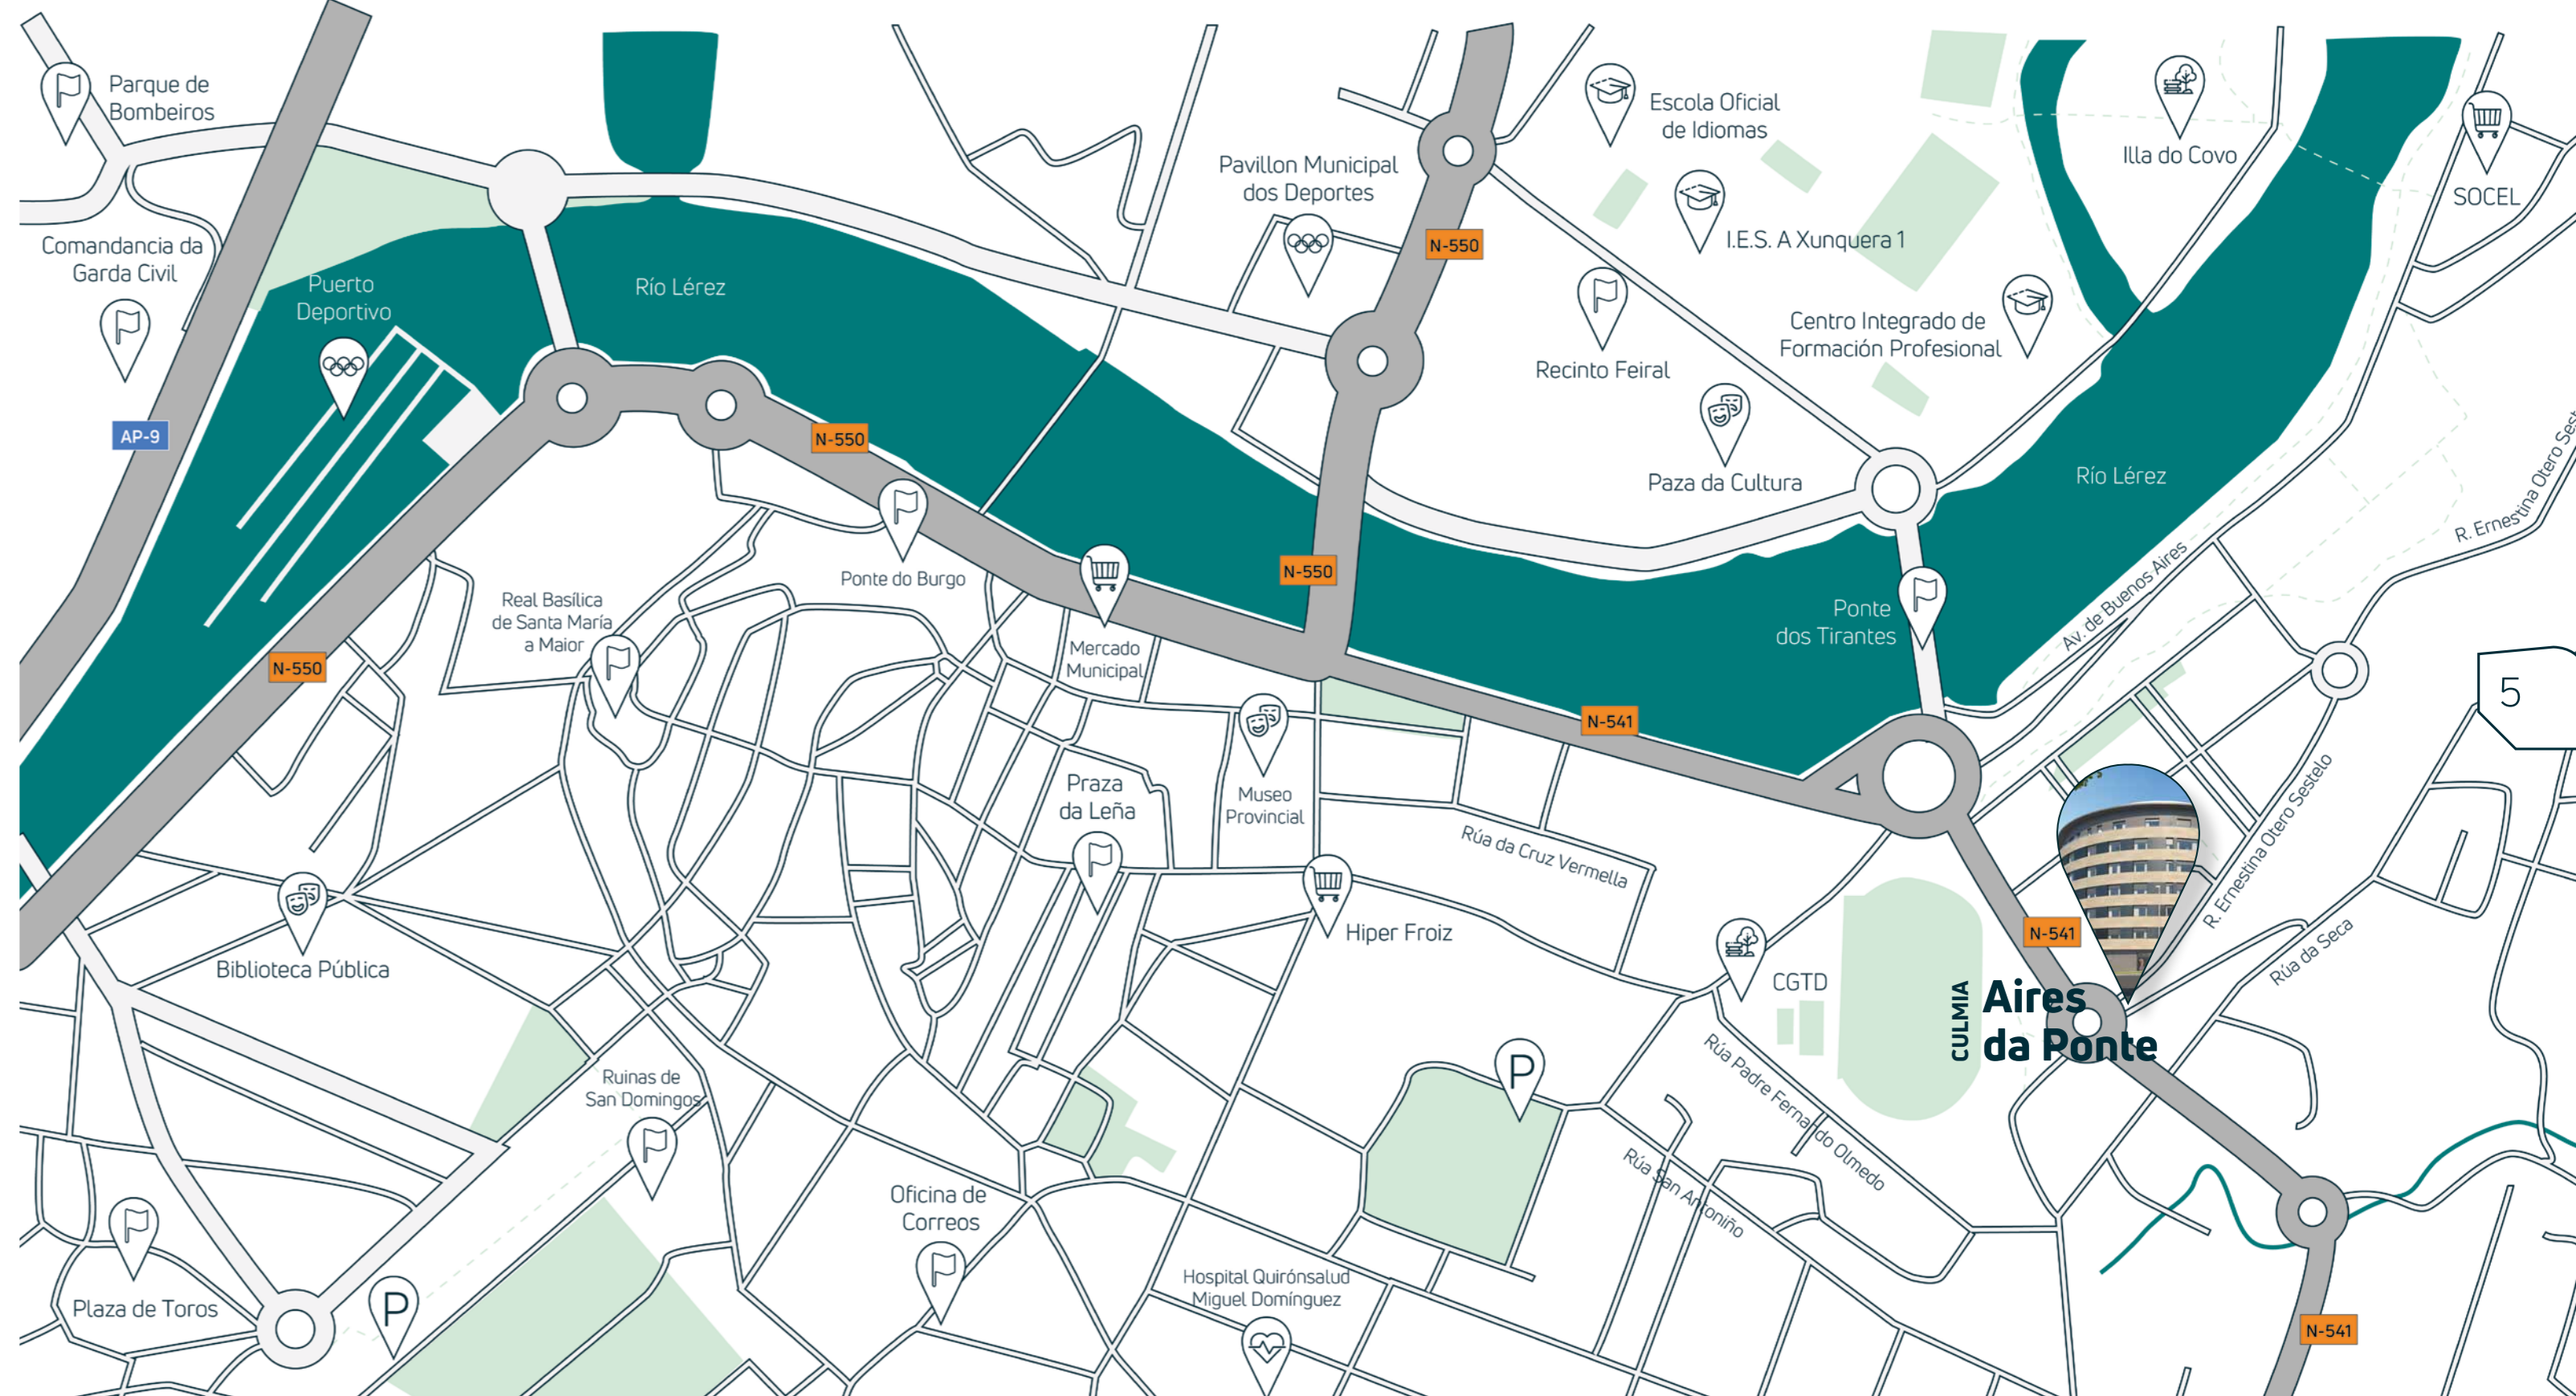 Parque de
Bombeiros
Comandancia da
Garda Civil
Puerto
Deportivo
AP-9
Río Lérez
Pavillon Municipal
dos Deportes
N-550
Escola Oficial
de Idiomas
I.E.S. A Xunquera 1
Illa do Covo
SOCEL
Recinto Feiral
Centro Integrado de
Formación Profesional
Paza da Cultura
Río Lérez
N-550
N-550
N-550
Ponte do Burgo
Real Basílica
de Santa María
a Maior
Mercado
Municipal
Ponte
dos Tirantes
Av. de Buenos Aires
R. Ernestina Otero Sest
5
N-541
Praza
da Leña
Museo
Provincial
Rúa da Cruz Vermella
R. Ernestina Otero Sestelo
Hiper Froiz
Biblioteca Pública
CGTD
N-541
Rúa da Seca
CULMIA
Aires
da Ponte
Ruinas de
San Domingos
P
Rúa Padre Fernando Olmedo
Rúa San Antoniño
Oficina de
Correos
Plaza de Toros
P
Hospital Quirónsalud
Miguel Domínguez
N-541